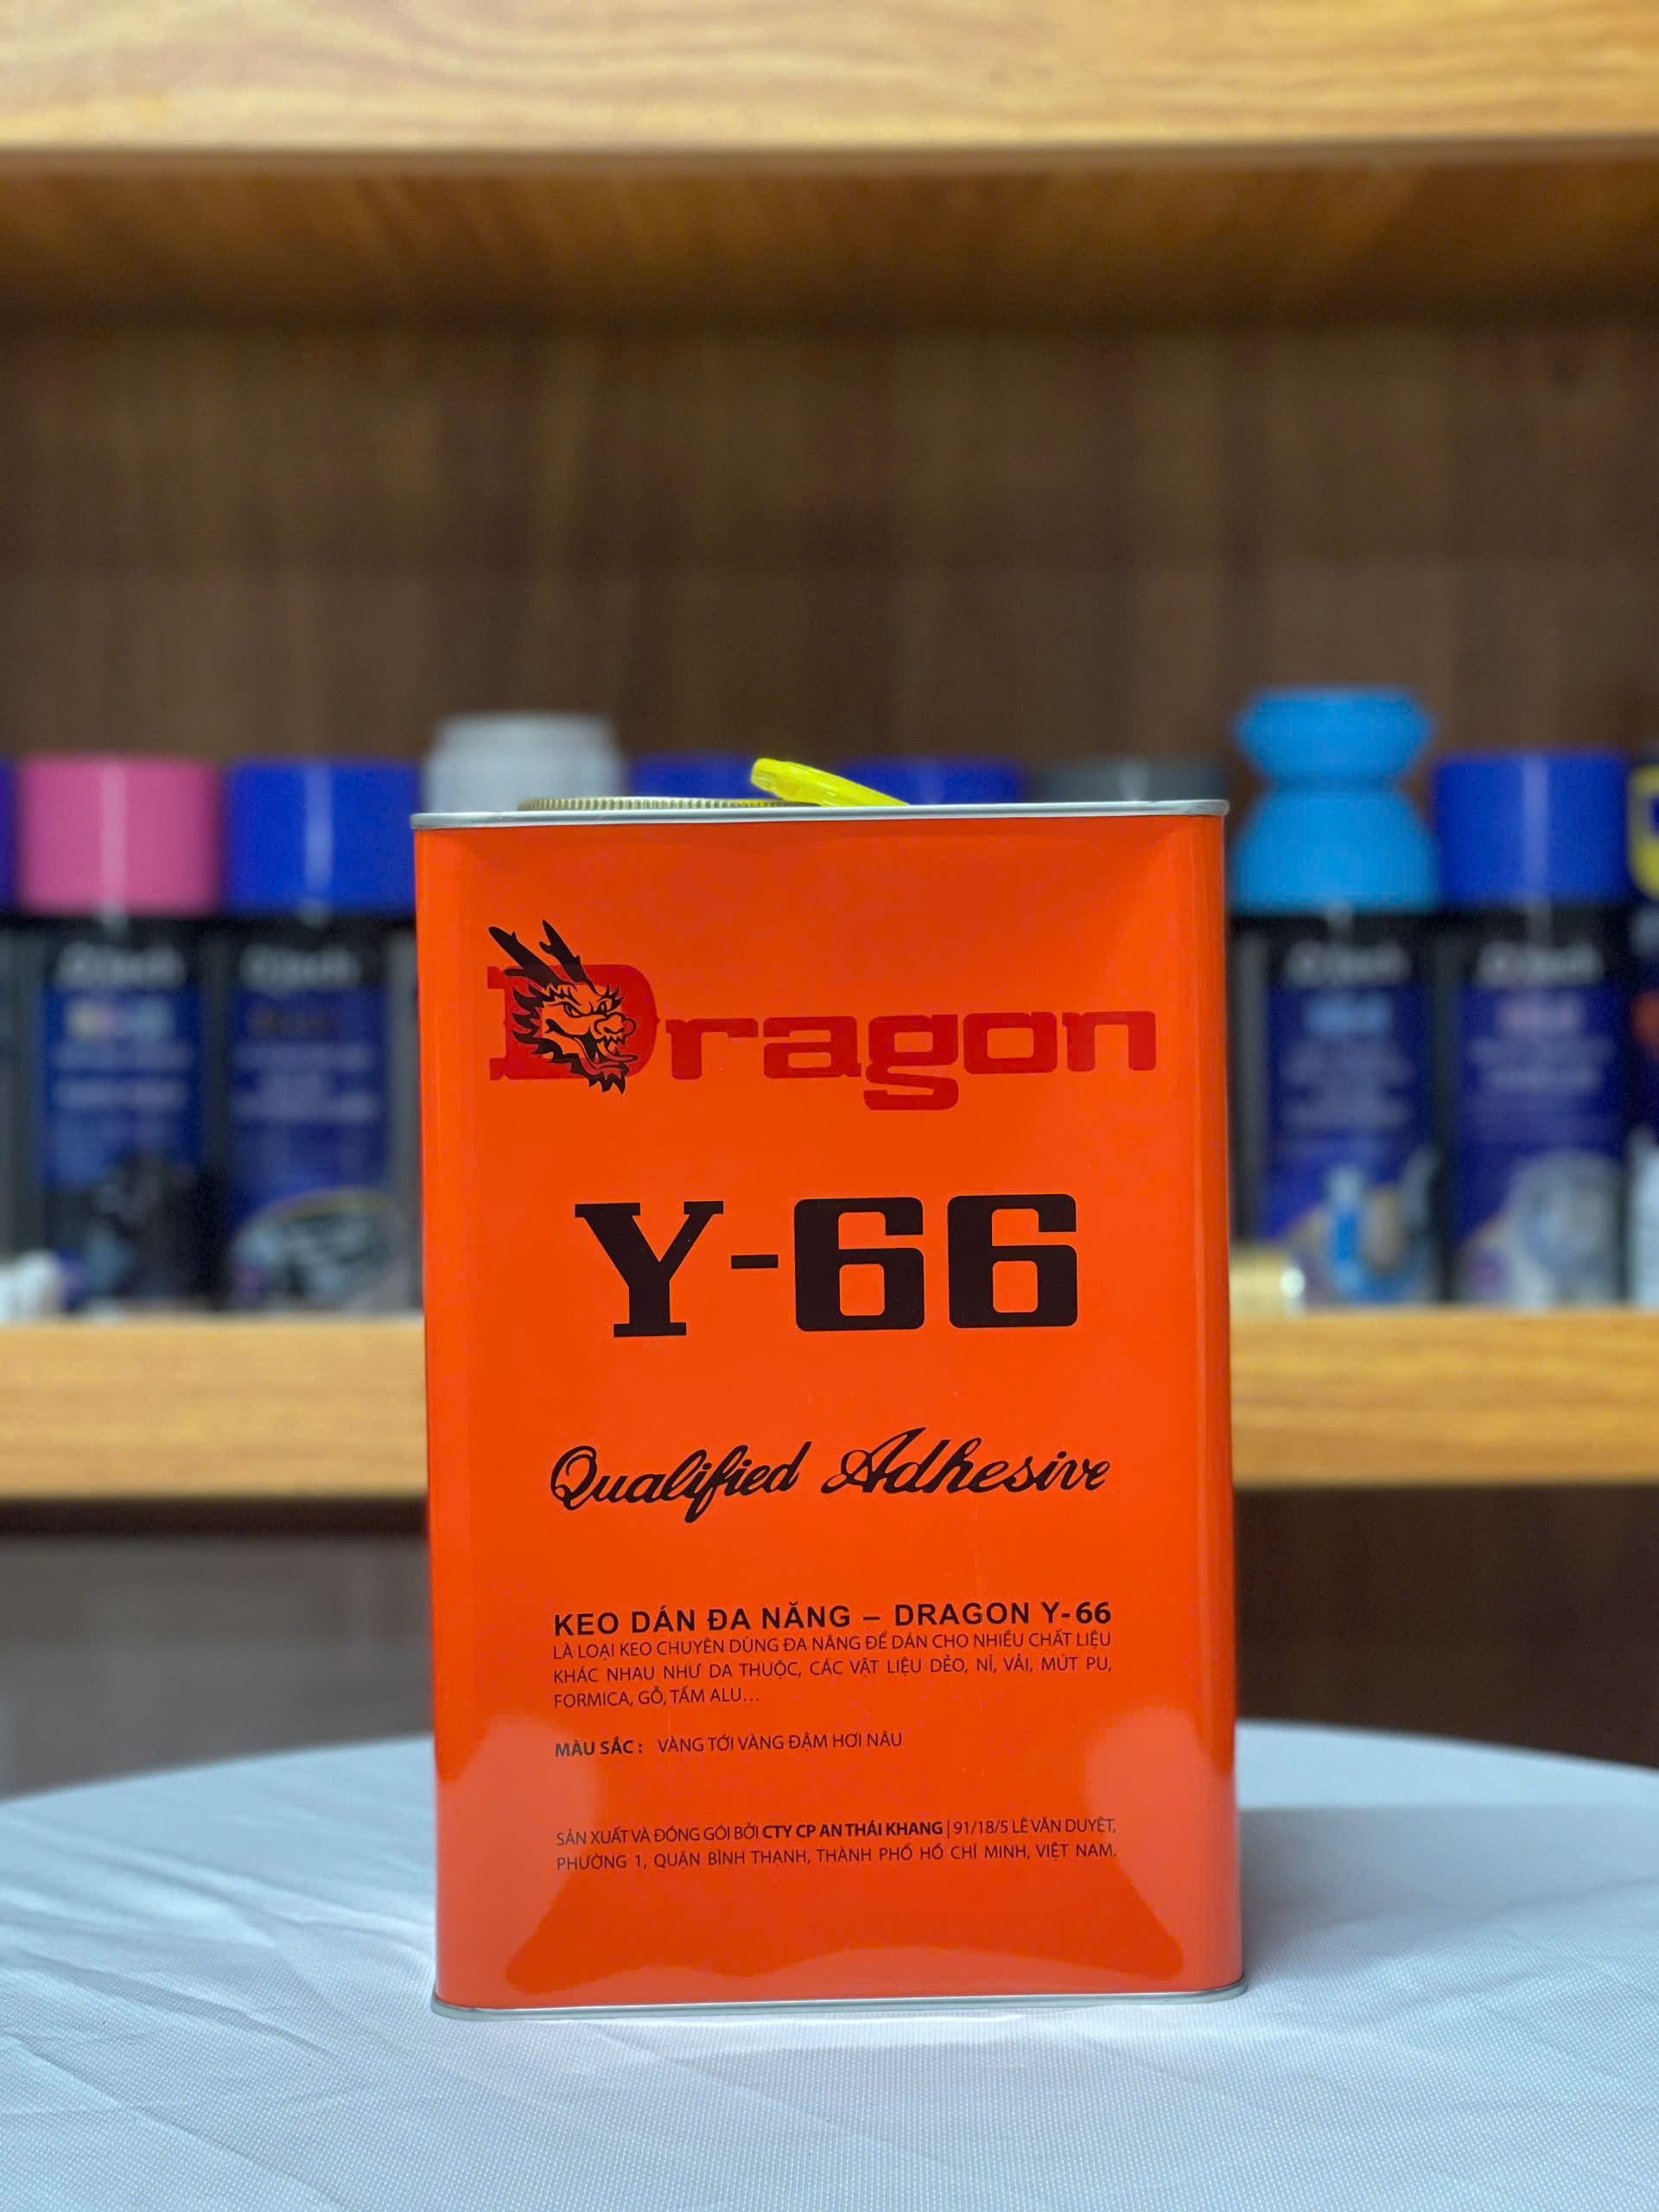 Dragon
Y-66
Qualified Adhesive
KEO DÁN ĐA NĂNG – DRAGON Y-66
LÀ LOẠI KEO CHUYÊN DÙNG ĐA NĂNG ĐỂ DÁN CHO NHIỀU CHẤT LIỆU
KHÁC NHAU NHƯ DA THUỘC, CÁC VẬT LIỆU DẺO, NỈ, VẢI, MÚT PU,
FORMICA, GỖ, TẤM ALU...
MÀU SẮC : VÀNG TỚI VÀNG ĐẬM HƠI NÂU
SẢN XUẤT VÀ ĐÓNG GÓI BỞI CTY CP AN THÁI KHANG | 91/18/5 LÊ VĂN DUYỆT,
PHƯỜNG 1, QUẬN BÌNH THẠNH, THÀNH PHỐ HỒ CHÍ MINH, VIỆT NAM.